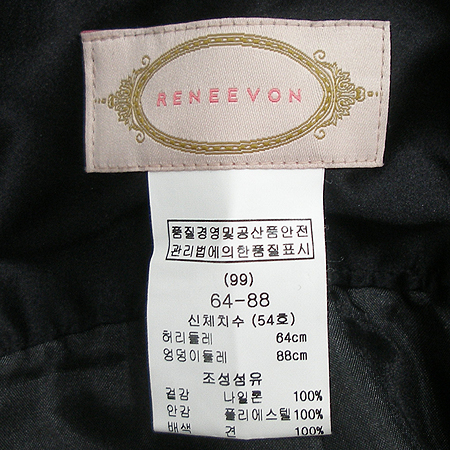 RENEEVON
품질경영및공산품안전
관리법에의한품질표시
(99)
64-88
신체치수 (54호)
허리둘레 64cm
엉덩이둘레 88cm
조성섬유
겉감 나일론 100%
안감 폴리에스텔 100%
배색 견 100%